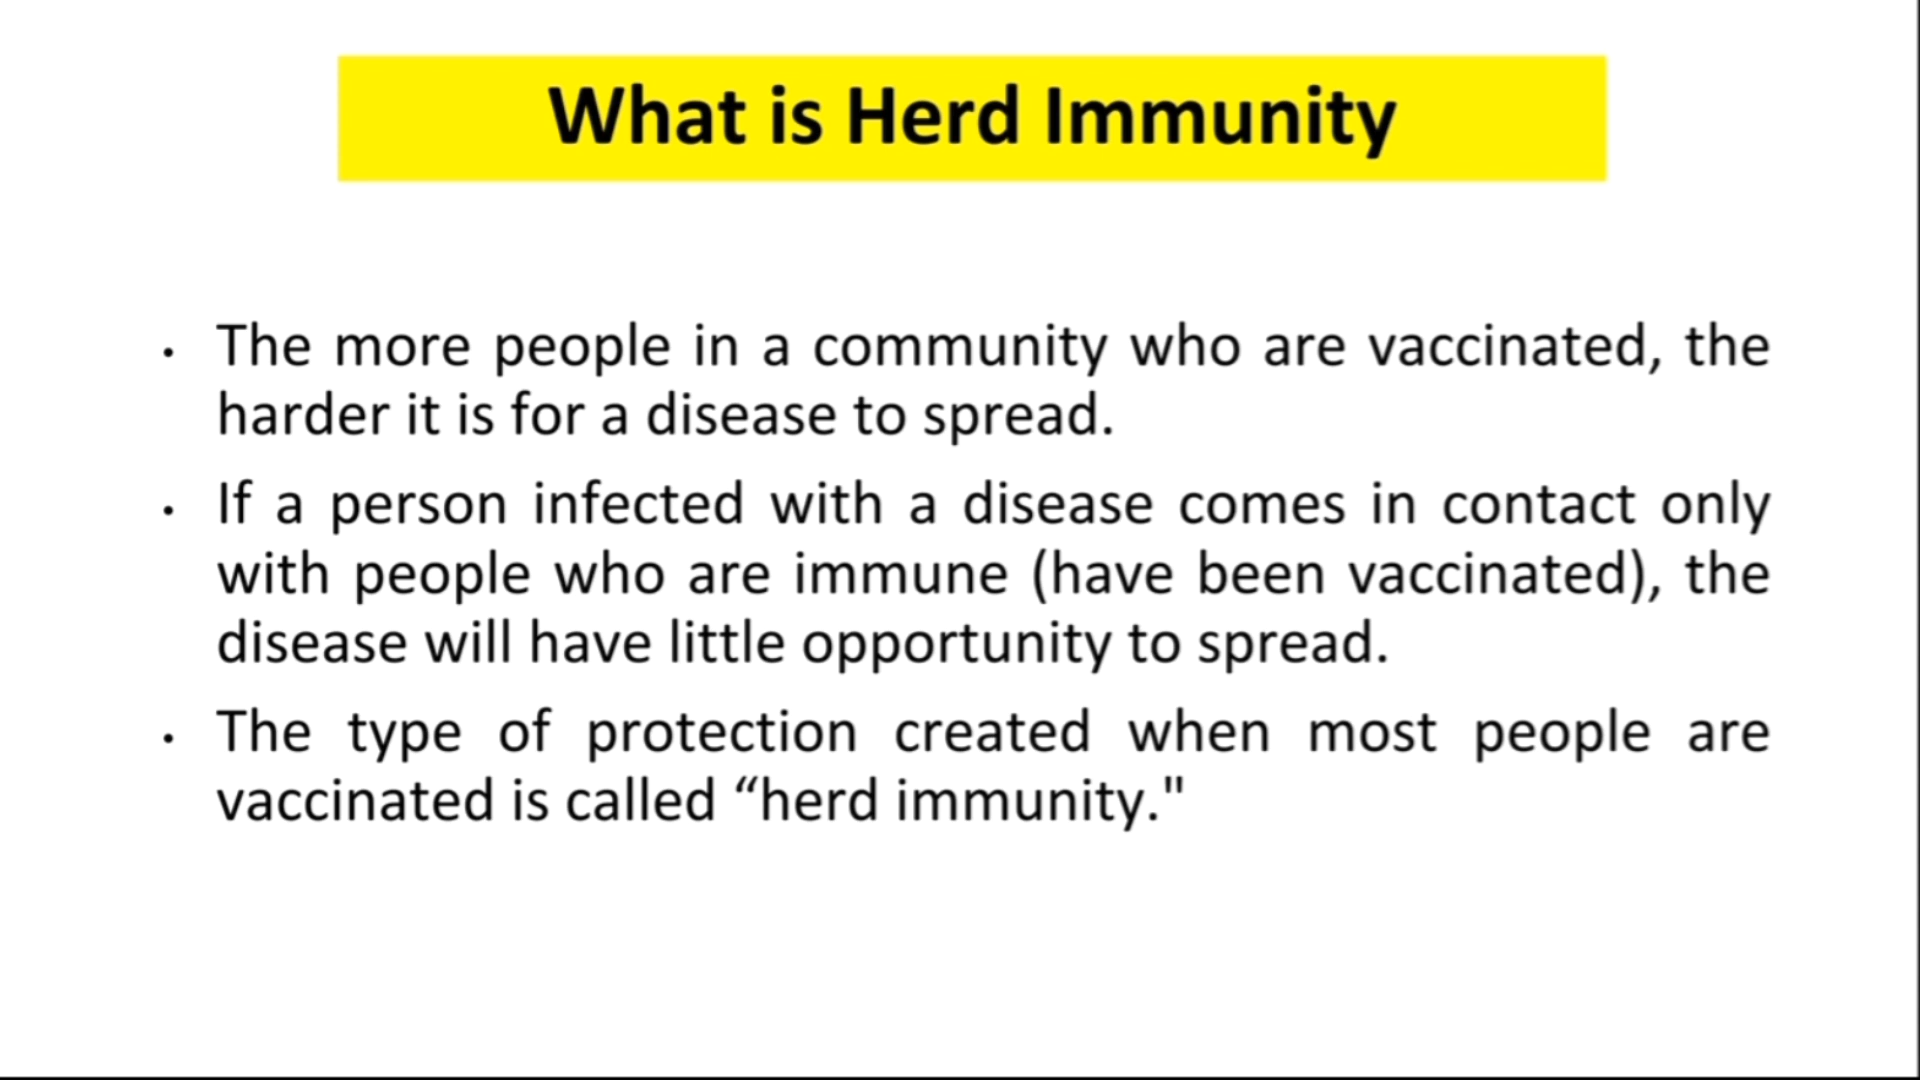 What is Herd Immunity
• The more people in a community who are vaccinated, the
harder it is for a disease to spread.
• If a person infected with a disease comes in contact only
with people who are immune (have been vaccinated), the
disease will have little opportunity to spread.
• The type of protection created when most people are
vaccinated is called “herd immunity."